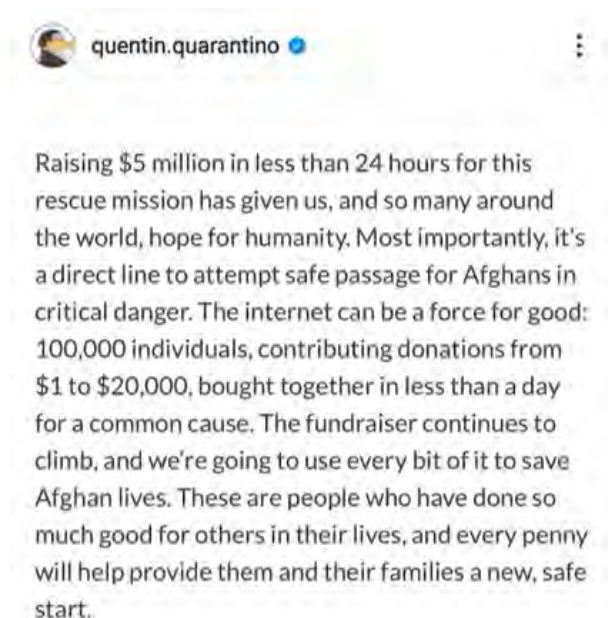 quentin.quarantino
Raising $5 million in less than 24 hours for this
rescue mission has given us, and so many around
the world, hope for humanity. Most importantly, it's
a direct line to attempt safe passage for Afghans in
critical danger. The internet can be a force for good:
100,000 individuals, contributing donations from
$1 to $20,000, bought together in less than a day
for a common cause. The fundraiser continues to
climb, and we're going to use every bit of it to save
Afghan lives. These are people who have done so
much good for others in their lives, and every penny
will help provide them and their families a new, safe
start.